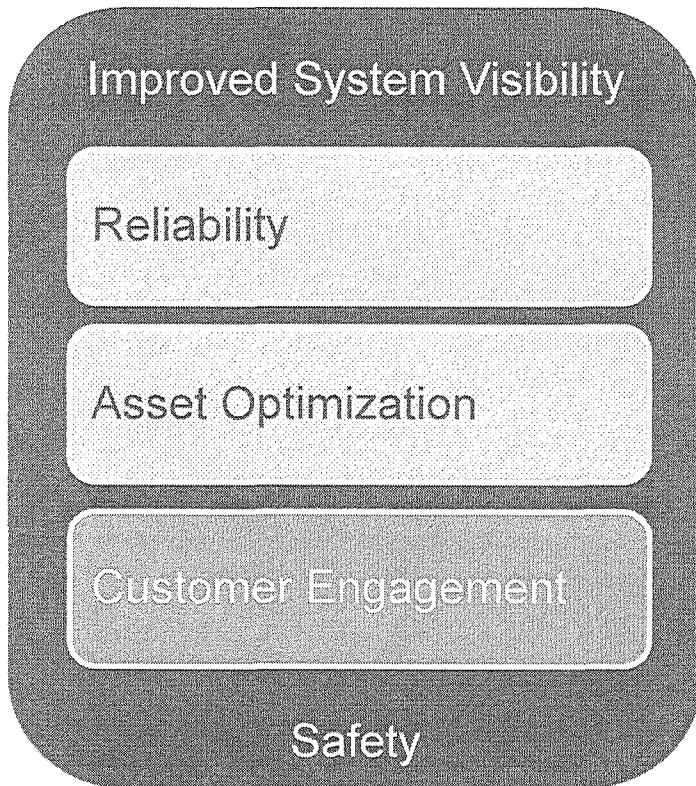 Improved System Visibility
Reliability
Asset Optimization
Customer Engagement
Safety